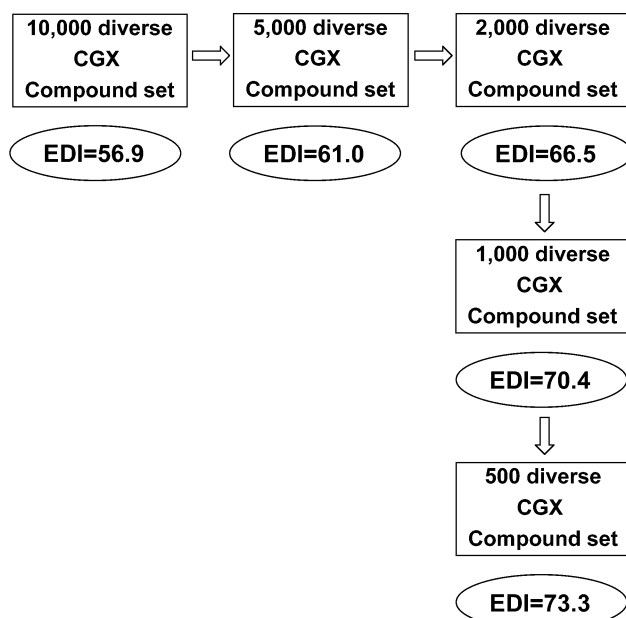 10,000 diverse
CGX
Compound set
5,000 diverse
CGX
Compound set
2,000 diverse
CGX
Compound set
EDI=56.9
EDI=61.0
EDI=66.5
1,000 diverse
CGX
Compound set
EDI=70.4
500 diverse
CGX
Compound set
EDI=73.3